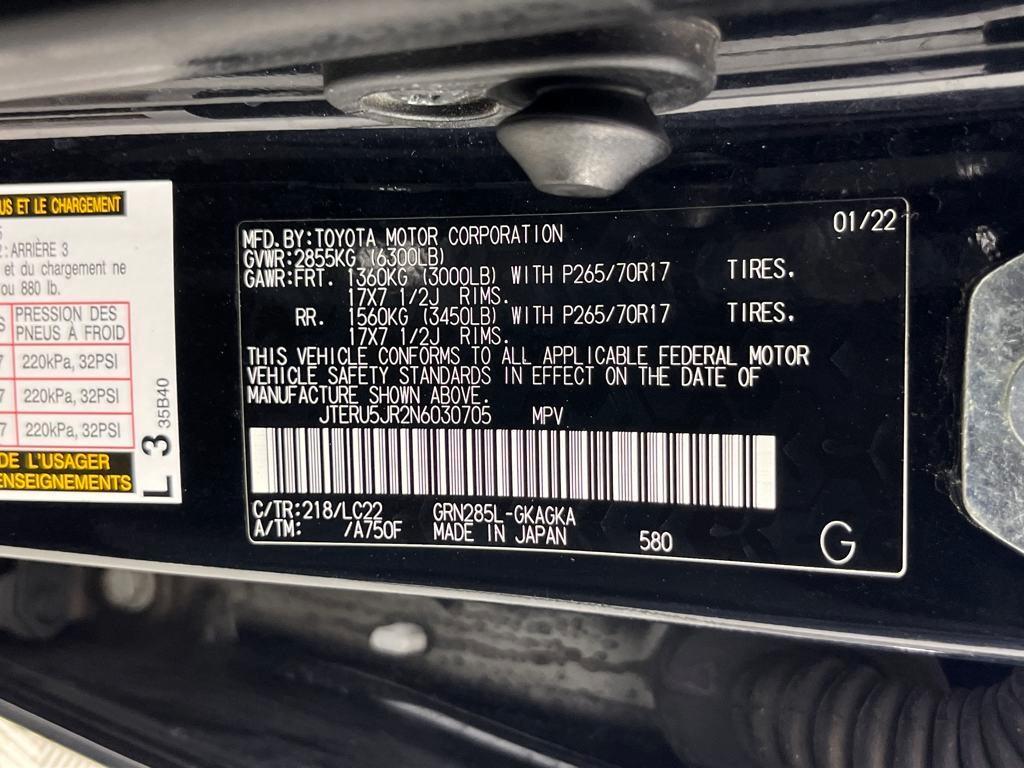 US ET LE CHARGEMENT
: ARRIÈRE 3
et du chargement ne
ou 880 lb.
PRESSION DES
PNEUS À FROID
7 220kPa, 32PSI
7 220kPa, 32PSI
7 220kPa, 32PSI
DE L'USAGER
ENSEIGNEMENTS
L 3 35B40
01/22
MFD.BY:TOYOTA MOTOR CORPORATION
GVWR:2855KG (6300LB)
GAWR:FRT. 1360KG (3000LB) WITH P265/70R17 TIRES.
17X7 1/2J RIMS.
RR. 1560KG (3450LB) WITH P265/70R17 TIRES.
17X7 1/2J RIMS.
THIS VEHICLE CONFORMS TO ALL APPLICABLE FEDERAL MOTOR
VEHICLE SAFETY STANDARDS IN EFFECT ON THE DATE OF
MANUFACTURE SHOWN ABOVE.
JTERU5JR2N6030705 MPV
C/TR:218/LC22 GRN285L-GKAGKA
A/TM: /A750F MADE IN JAPAN 580
G